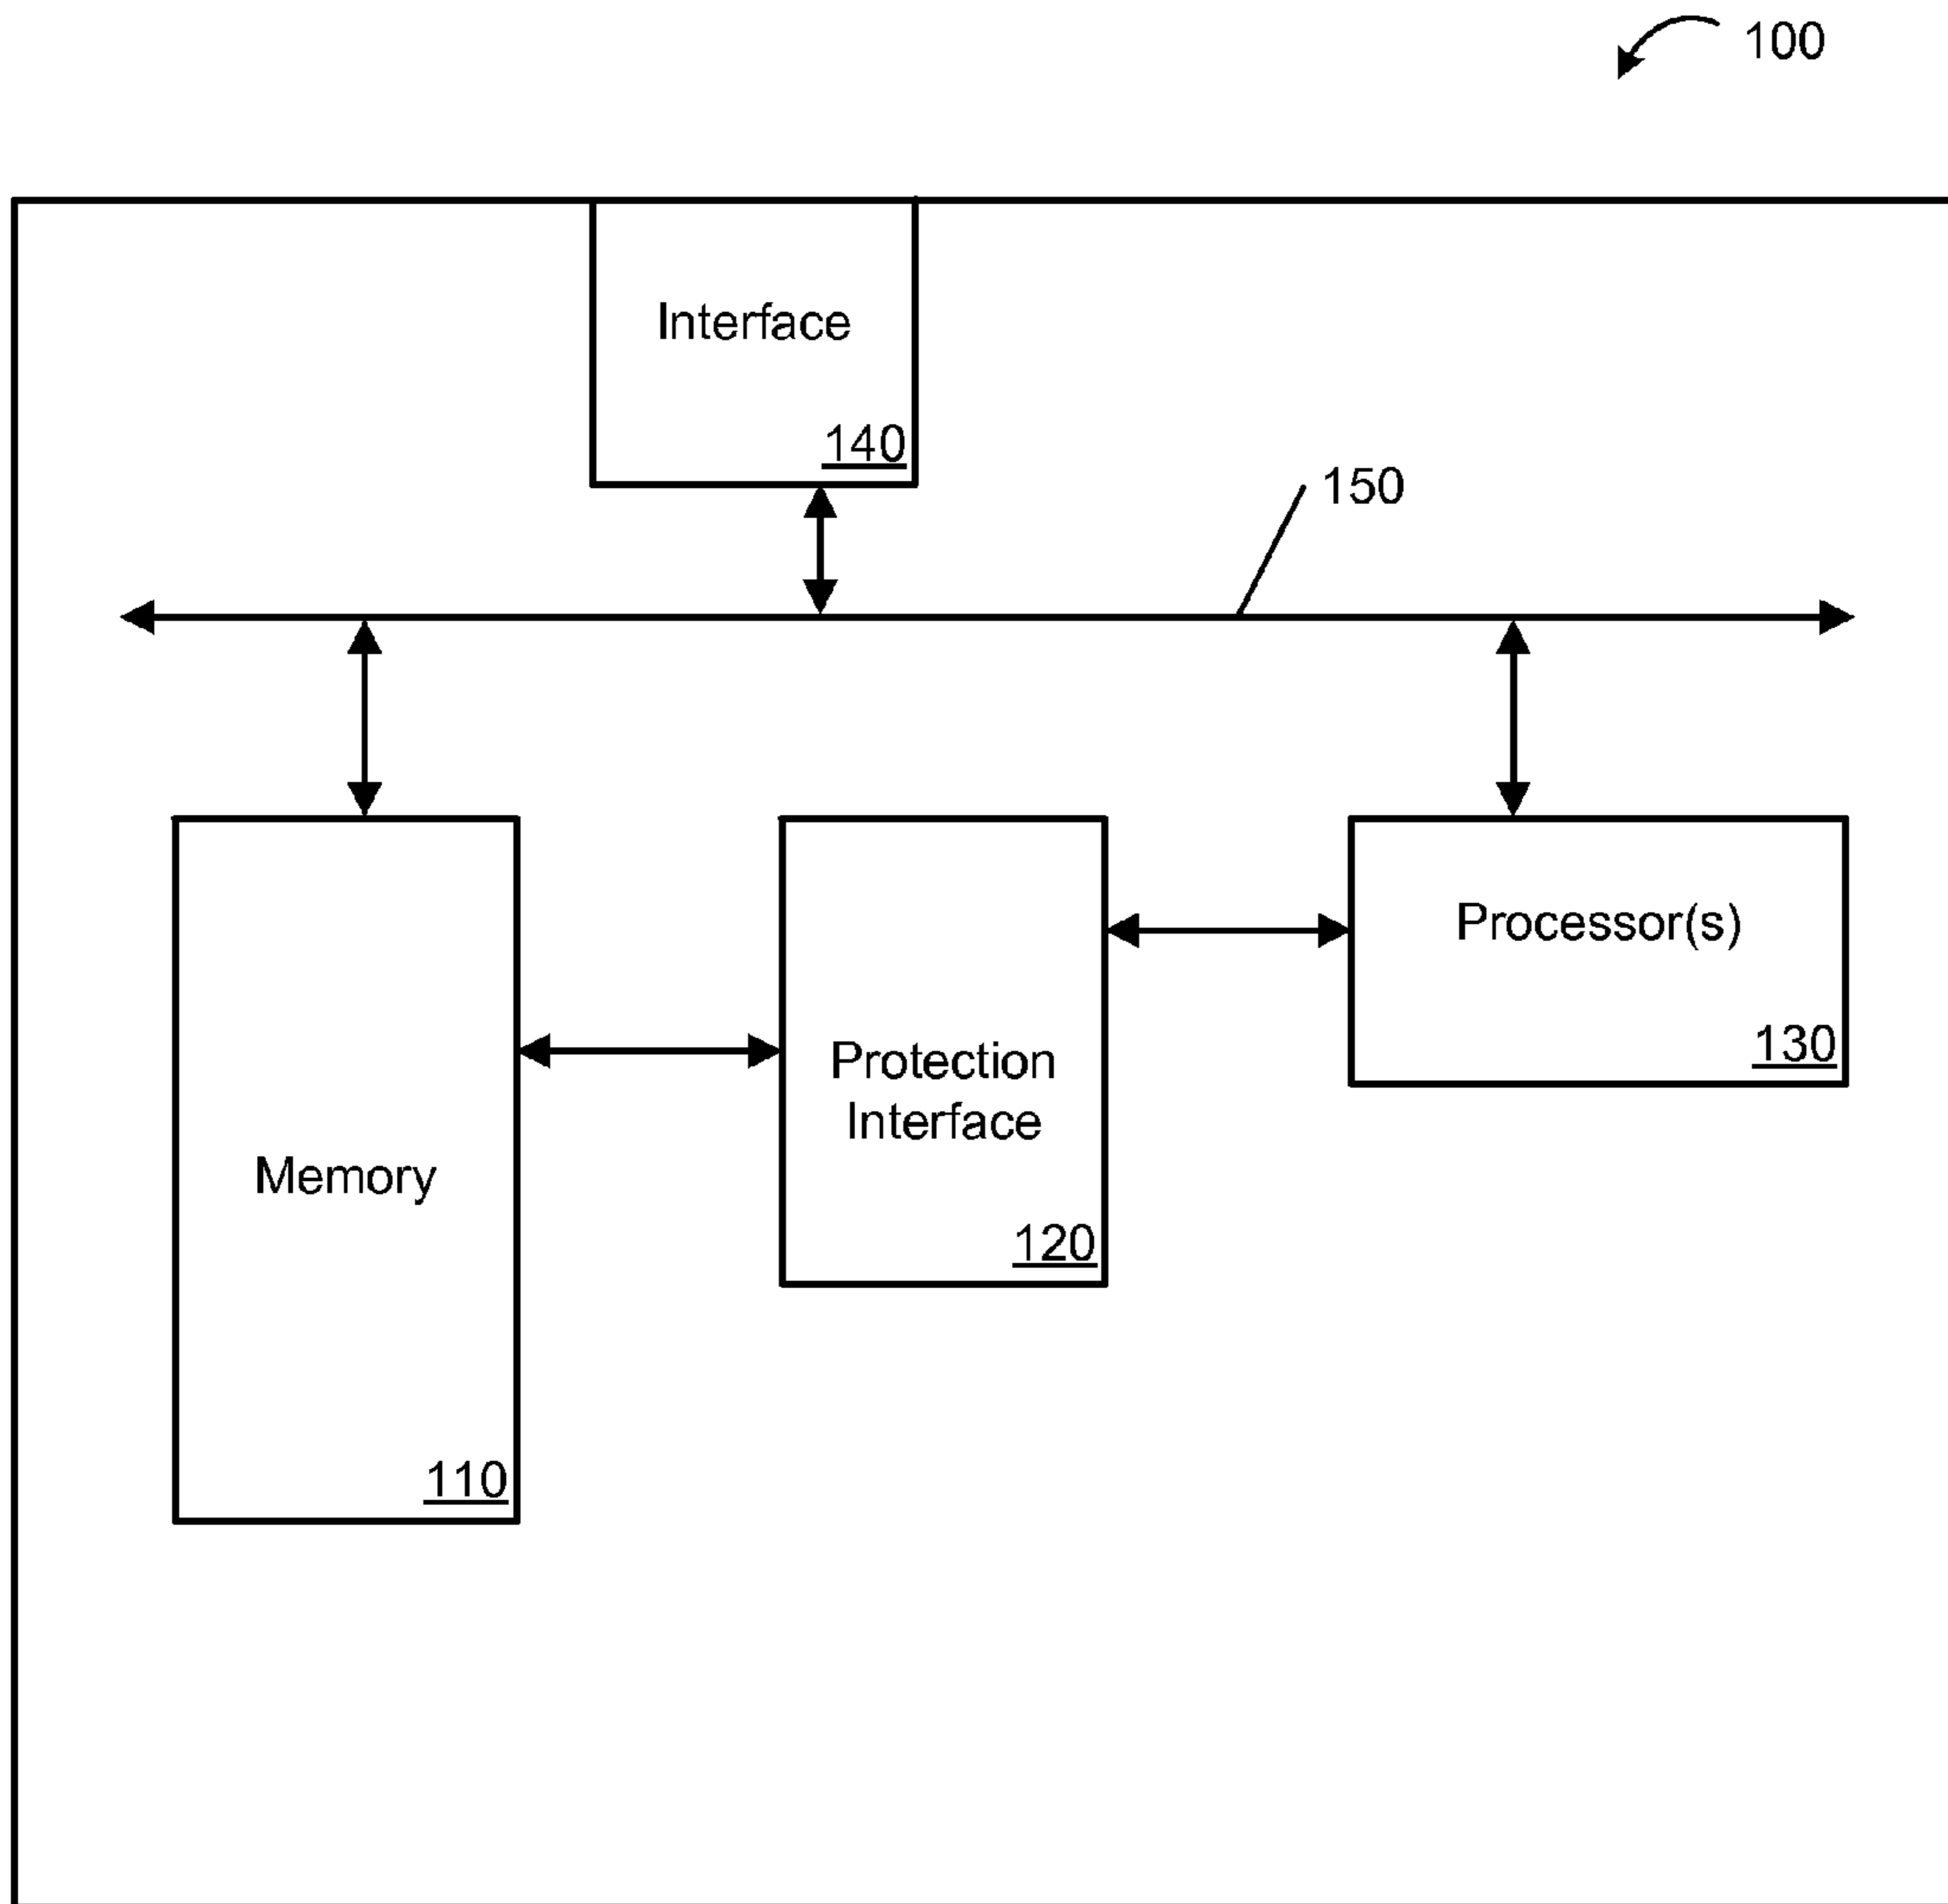 100
Interface
140
150
Processor(s)
130
Protection
Interface
120
Memory
110